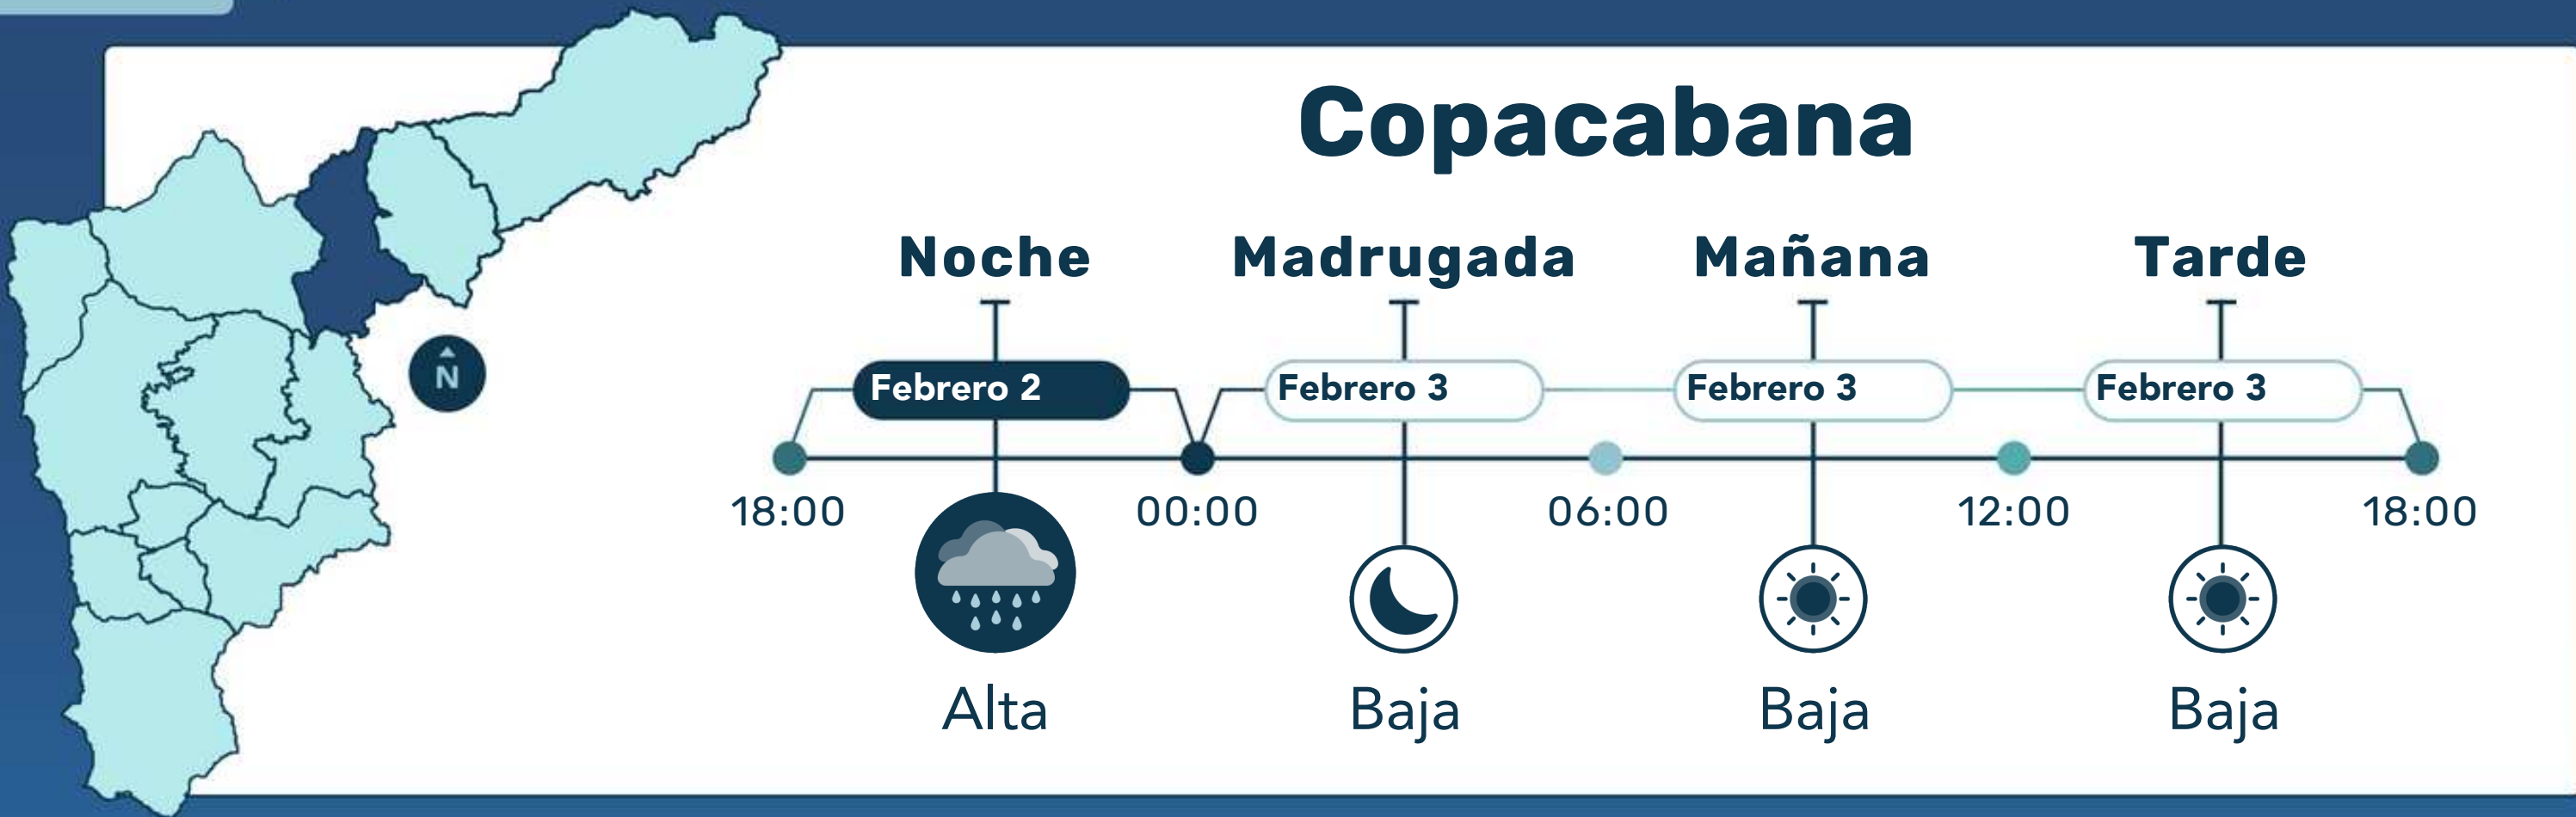 Copacabana
Noche Madrugada Mañana Tarde
Febrero 2 Febrero 3 Febrero 3 Febrero 3
N
18:00 00:00 06:00 12:00 18:00
Alta Baja Baja Baja